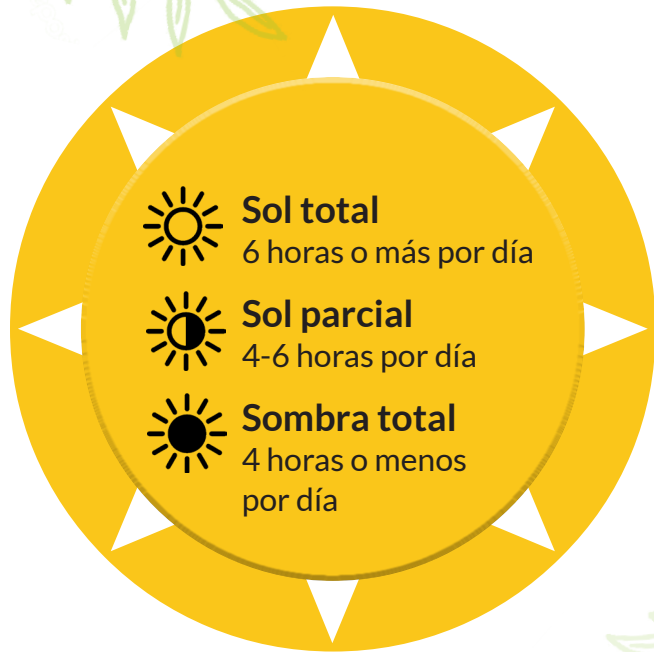 Sol total
6 horas o más por día
Sol parcial
4-6 horas por día
Sombra total
4 horas o menos
por día